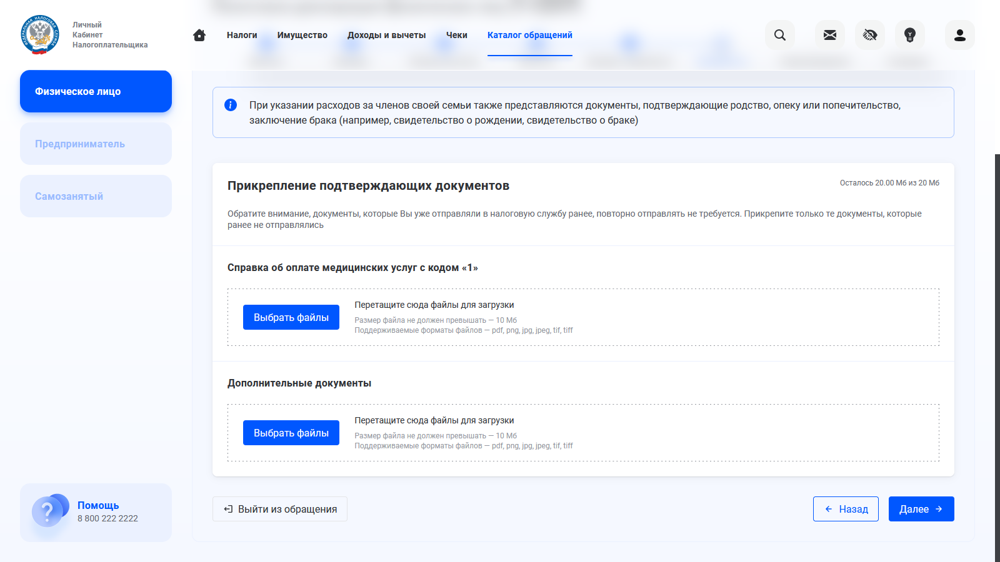 Личный
Кабинет
Налогоплательщика
Налоги
Имущество
Доходы и вычеты
Чеки
Каталог обращений
Физическое лицо
Предприниматель
Самозанятый
При указании расходов за членов своей семьи также представляются документы, подтверждающие родство, опеку или попечительство,
заключение брака (например, свидетельство о рождении, свидетельство о браке)
Прикрепление подтверждающих документов
Осталось 20.00 Мб из 20 Мб
Обратите внимание, документы, которые Вы уже отправляли в налоговую службу ранее, повторно отправлять не требуется. Прикрепите только те документы, которые
ранее не отправлялись
Справка об оплате медицинских услуг с кодом «1»
Выбрать файлы
Перетащите сюда файлы для загрузки
Размер файла не должен превышать — 10 Мб
Поддерживаемые форматы файлов — pdf, png, jpg, jpeg, tif, tiff
Дополнительные документы
Выбрать файлы
Перетащите сюда файлы для загрузки
Размер файла не должен превышать — 10 Мб
Поддерживаемые форматы файлов — pdf, png, jpg, jpeg, tif, tiff
Помощь
8 800 222 2222
Выйти из обращения
Назад
Далее